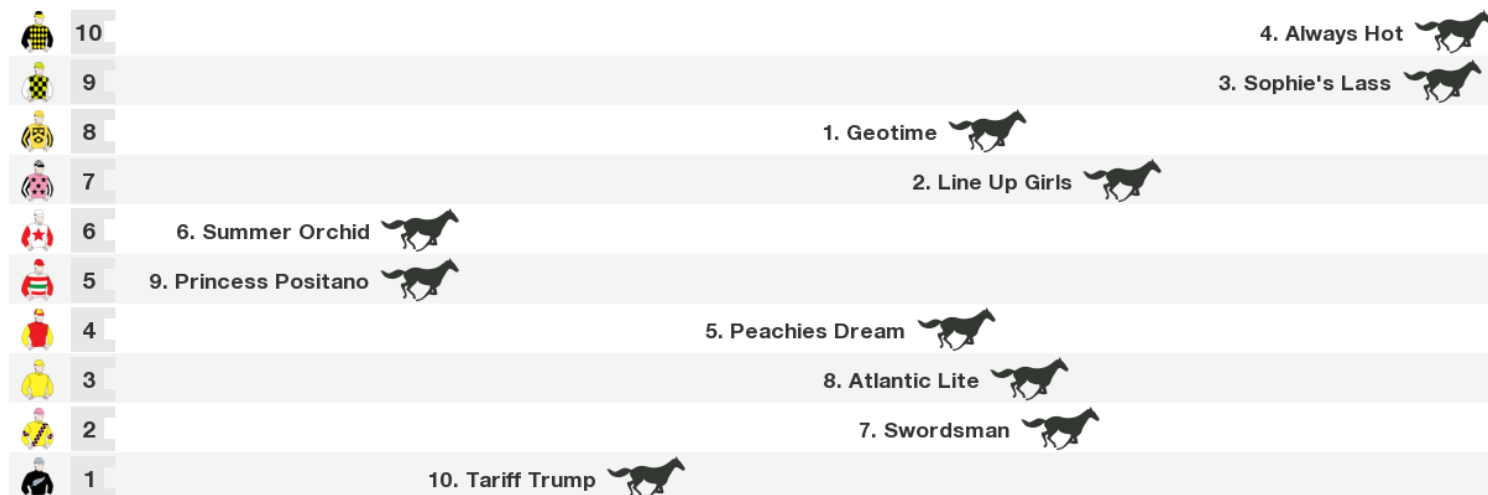 10 4. Always Hot
9 3. Sophie's Lass
8 1. Geotime
7 2. Line Up Girls
6 6. Summer Orchid
5 9. Princess Positano
4 5. Peachies Dream
3 8. Atlantic Lite
2 7. Swordsman
1 10. Tariff Trump